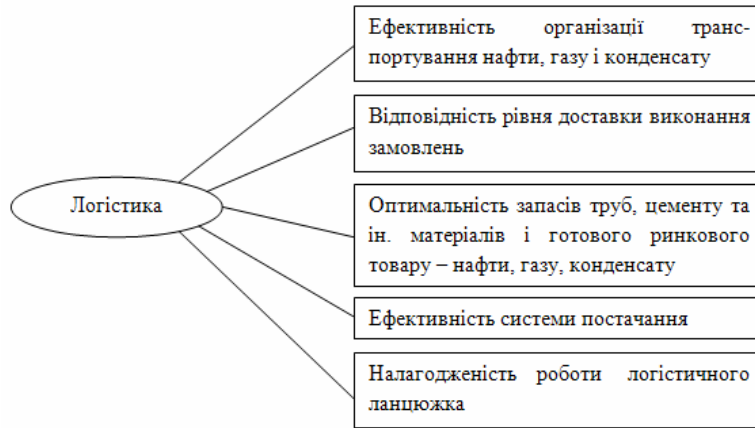 Ефективність організації транс-
портування нафти, газу і конденсату
Відповідність рівня доставки виконання
замовлень
Логістика
Оптимальність запасів труб, цементу та
ін. матеріалів і готового ринкового
товару – нафти, газу, конденсату
Ефективність системи постачання
Налагодженість роботи логістичного
ланцюжка